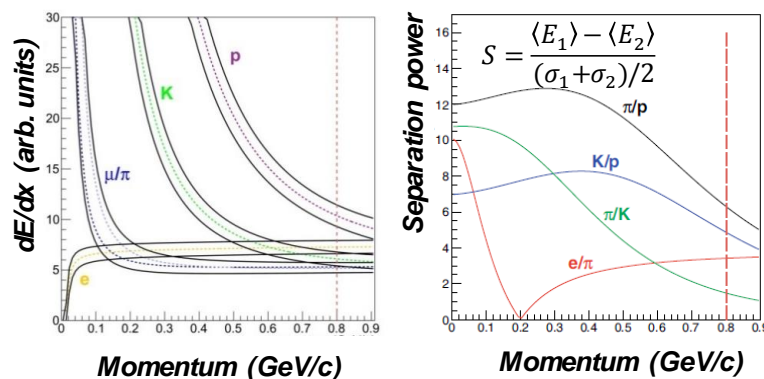 dE/dx (arb. units)
30
25
20
15
10
5
0
p
K
μ/π
e
0 0.1 0.2 0.3 0.4 0.5 0.6 0.7 0.8 0.9
Momentum (GeV/c)
Separation power
16
14
12
10
8
6
4
2
0
S = (⟨E₁⟩ − ⟨E₂⟩) / ((σ₁+σ₂)/2)
π/p
K/p
π/K
e/π
0 0.1 0.2 0.3 0.4 0.5 0.6 0.7 0.8 0.9
Momentum (GeV/c)